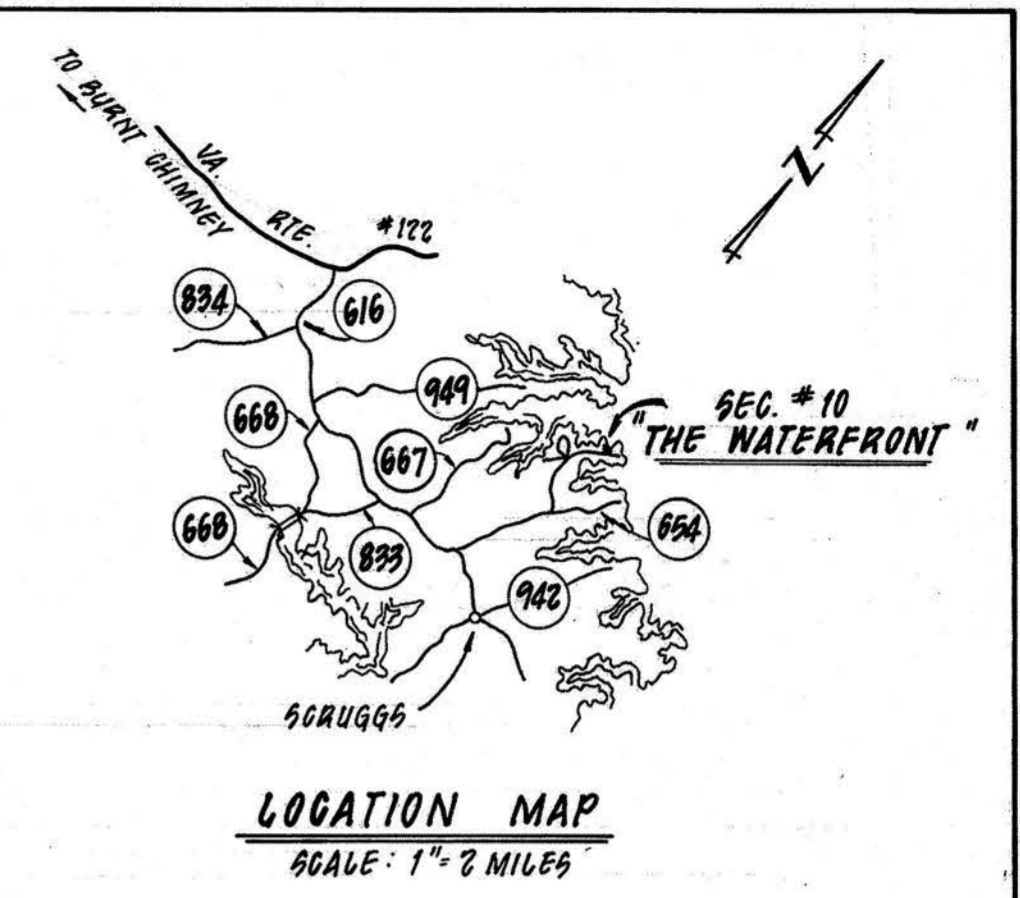 TO BURNT CHIMNEY
VA. RTE. #122
N
834
616
949
668
SEC. #10
"THE WATERFRONT"
667
668
833
654
942
SCRUGGS
LOCATION MAP
SCALE: 1"= 2 MILES